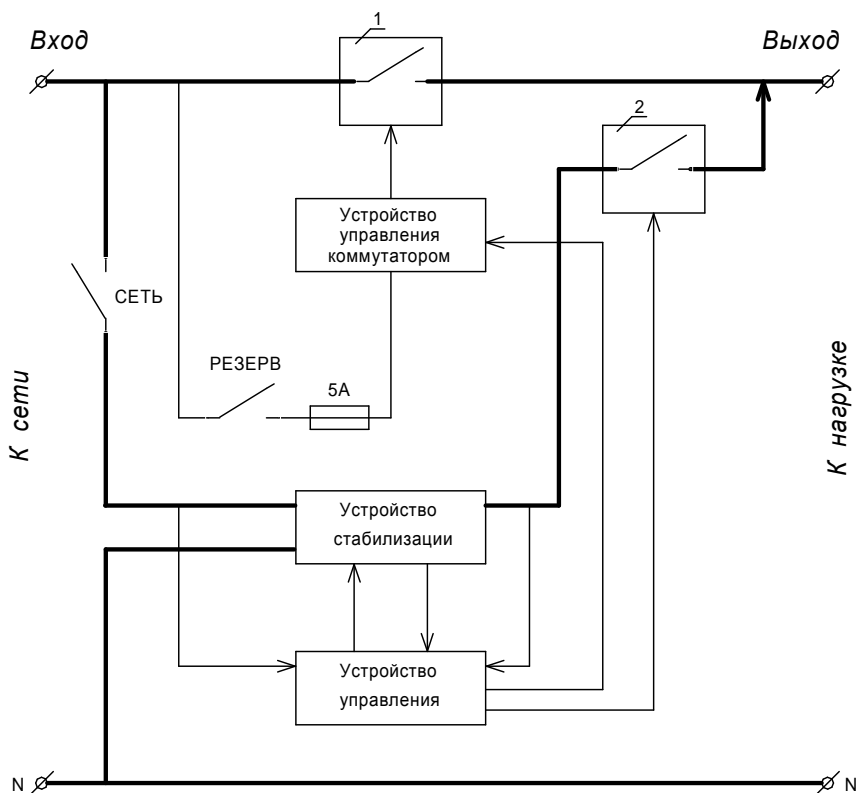 1
Вход
Выход
2
Устройство
управления
коммутатором
СЕТЬ
РЕЗЕРВ
5А
К сети
К нагрузке
Устройство
стабилизации
Устройство
управления
N
N